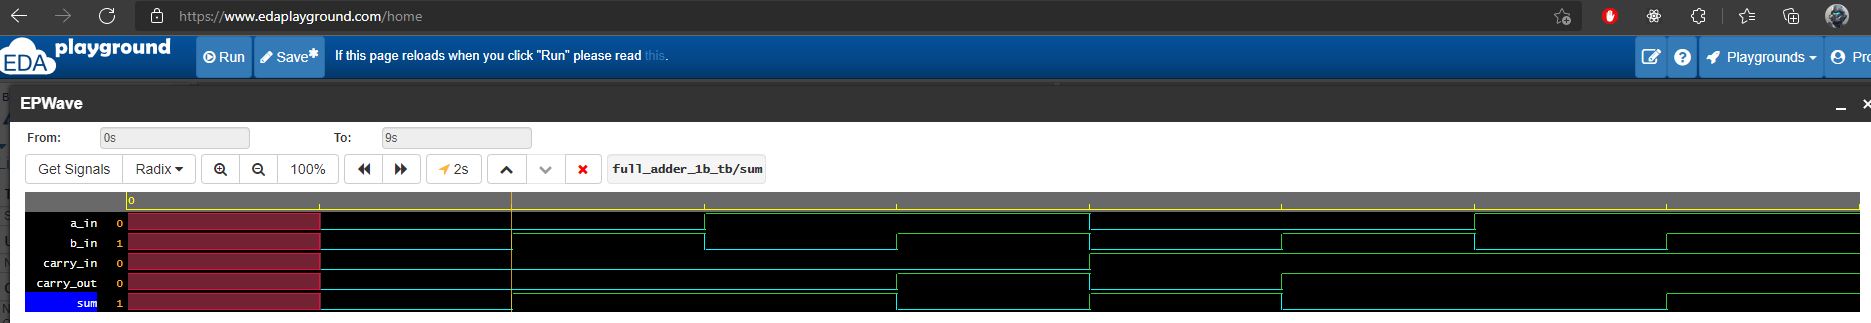 https://www.edaplayground.com/home
EDA playground
Run
Save*
If this page reloads when you click "Run" please read this.
Playgrounds
Pro
EPWave
From:
0s
To:
9s
Get Signals
Radix
100%
2s
full_adder_1b_tb/sum
0
a_in 0
b_in 1
carry_in 0
carry_out 0
sum 1